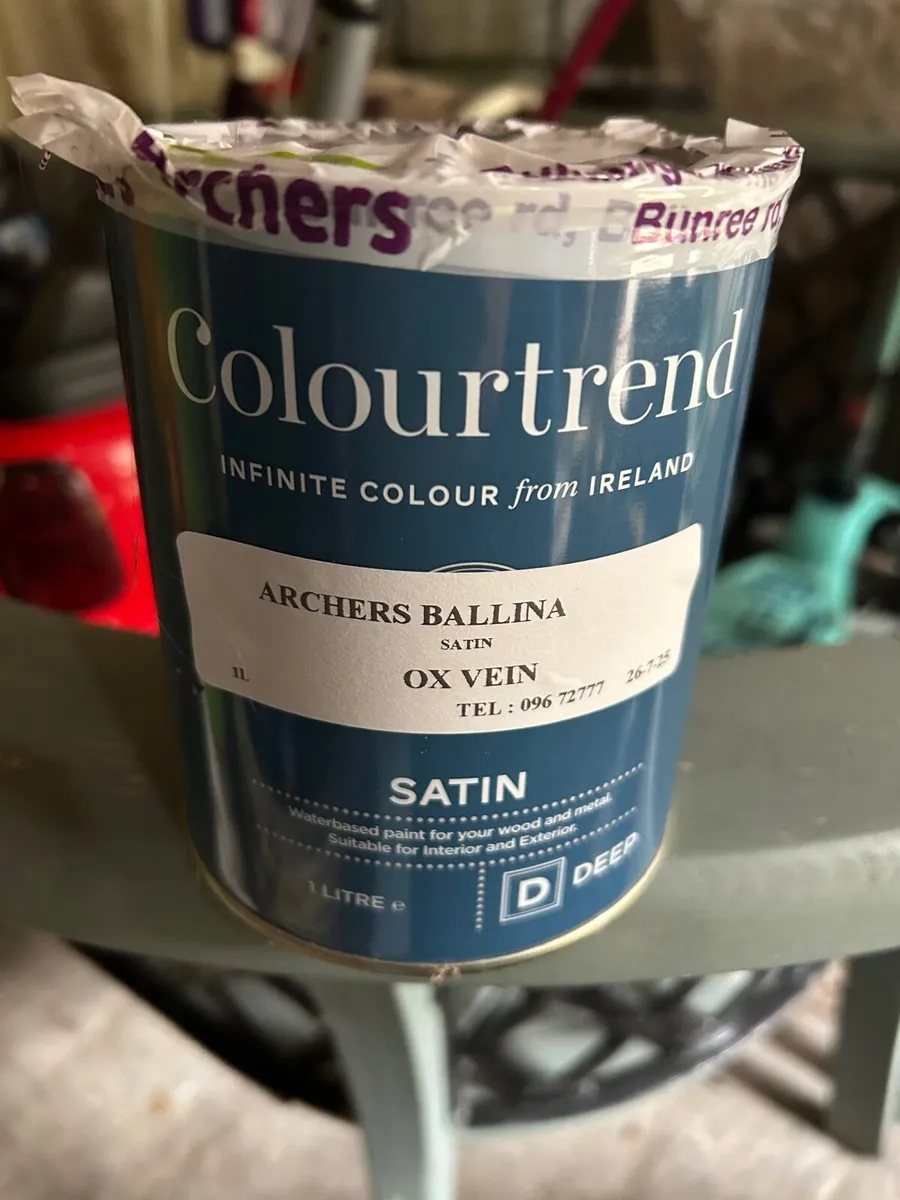 Archers
Bunree rd,
Colourtrend
INFINITE COLOUR from IRELAND
ARCHERS BALLINA
SATIN
1L OX VEIN 26-7-25
TEL : 096 72777
SATIN
Waterbased paint for your wood and metal.
Suitable for Interior and Exterior.
1 LITRE e
D DEEP